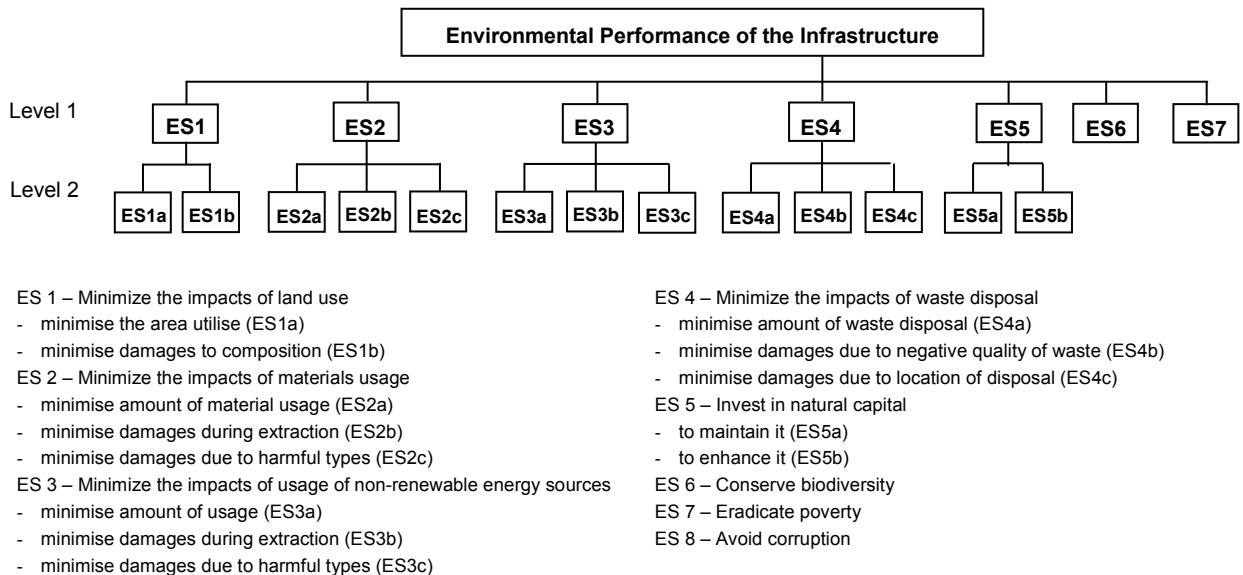 Environmental Performance of the Infrastructure
Level 1
ES1 ES2 ES3 ES4 ES5 ES6 ES7
Level 2
ES1a ES1b ES2a ES2b ES2c ES3a ES3b ES3c ES4a ES4b ES4c ES5a ES5b
ES 1 – Minimize the impacts of land use
- minimise the area utilise (ES1a)
- minimise damages to composition (ES1b)
ES 2 – Minimize the impacts of materials usage
- minimise amount of material usage (ES2a)
- minimise damages during extraction (ES2b)
- minimise damages due to harmful types (ES2c)
ES 3 – Minimize the impacts of usage of non-renewable energy sources
- minimise amount of usage (ES3a)
- minimise damages during extraction (ES3b)
- minimise damages due to harmful types (ES3c)
ES 4 – Minimize the impacts of waste disposal
- minimise amount of waste disposal (ES4a)
- minimise damages due to negative quality of waste (ES4b)
- minimise damages due to location of disposal (ES4c)
ES 5 – Invest in natural capital
- to maintain it (ES5a)
- to enhance it (ES5b)
ES 6 – Conserve biodiversity
ES 7 – Eradicate poverty
ES 8 – Avoid corruption